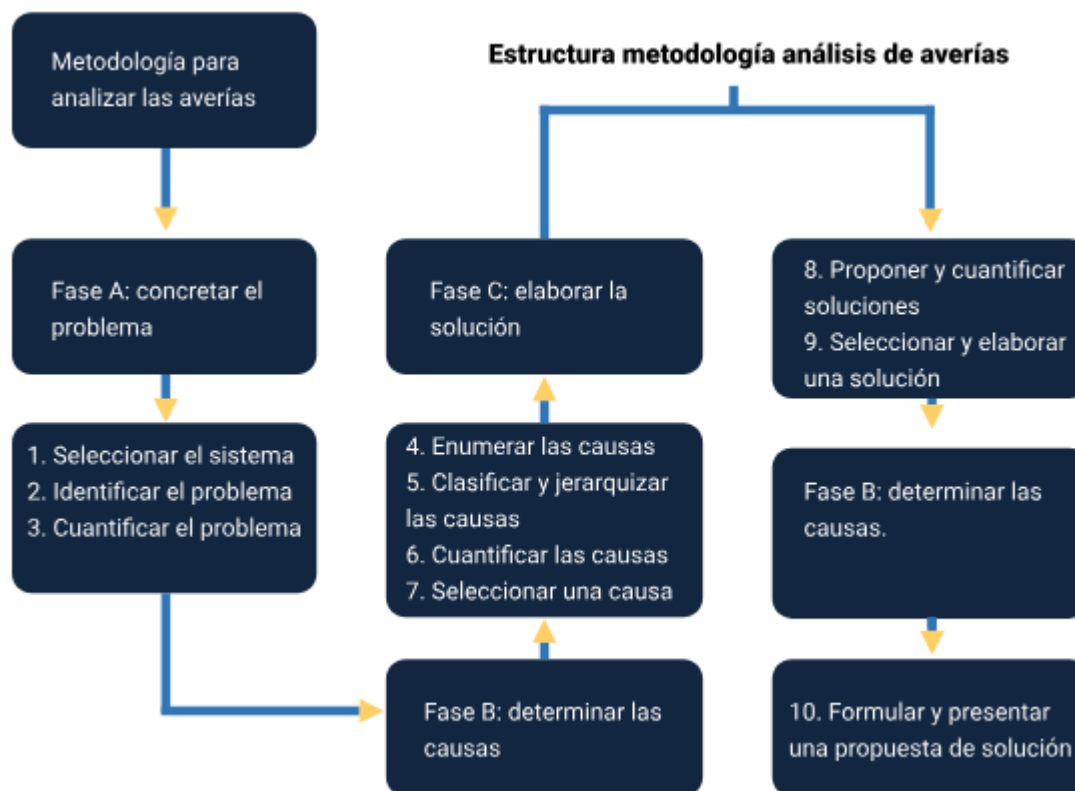 Estructura metodología análisis de averías
Metodología para
analizar las averías
Fase A: concretar el
problema
1. Seleccionar el sistema
2. Identificar el problema
3. Cuantificar el problema
Fase B: determinar las
causas
4. Enumerar las causas
5. Clasificar y jerarquizar
las causas
6. Cuantificar las causas
7. Seleccionar una causa
Fase C: elaborar la
solución
8. Proponer y cuantificar
soluciones
9. Seleccionar y elaborar
una solución
Fase B: determinar las
causas.
10. Formular y presentar
una propuesta de solución